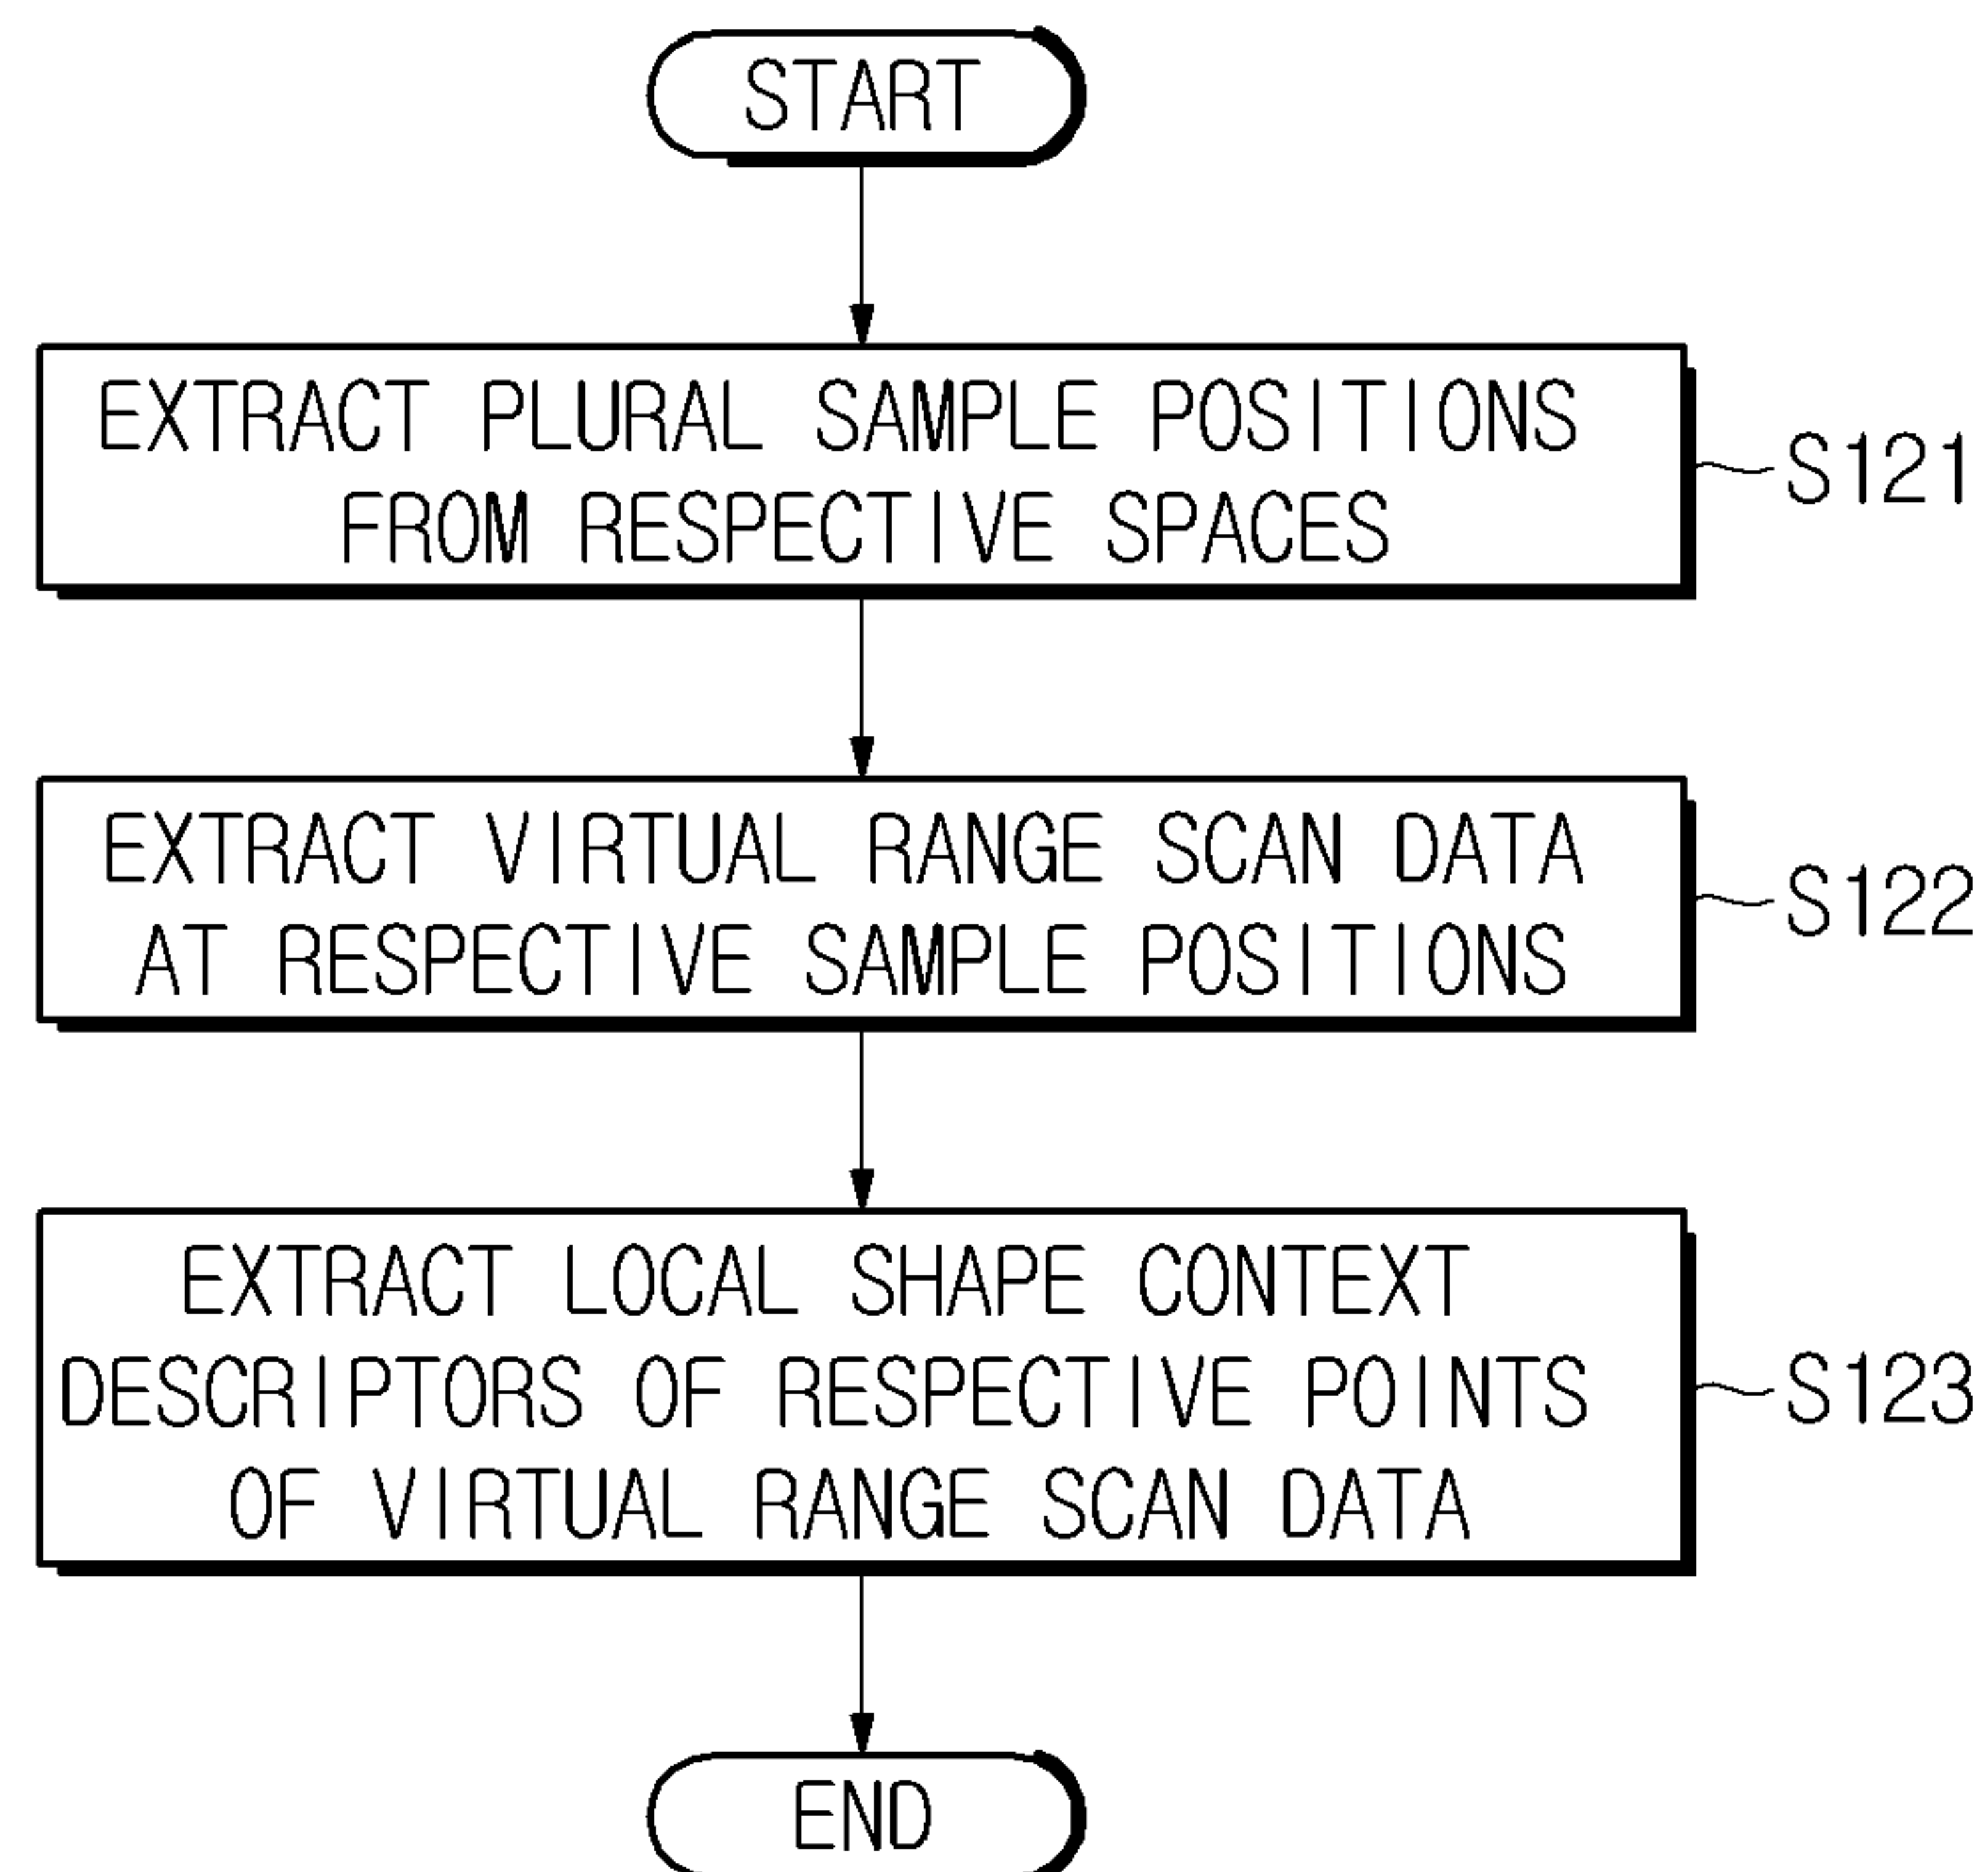 START
EXTRACT PLURAL SAMPLE POSITIONS
FROM RESPECTIVE SPACES
S121
EXTRACT VIRTUAL RANGE SCAN DATA
AT RESPECTIVE SAMPLE POSITIONS
S122
EXTRACT LOCAL SHAPE CONTEXT
DESCRIPTORS OF RESPECTIVE POINTS
OF VIRTUAL RANGE SCAN DATA
S123
END